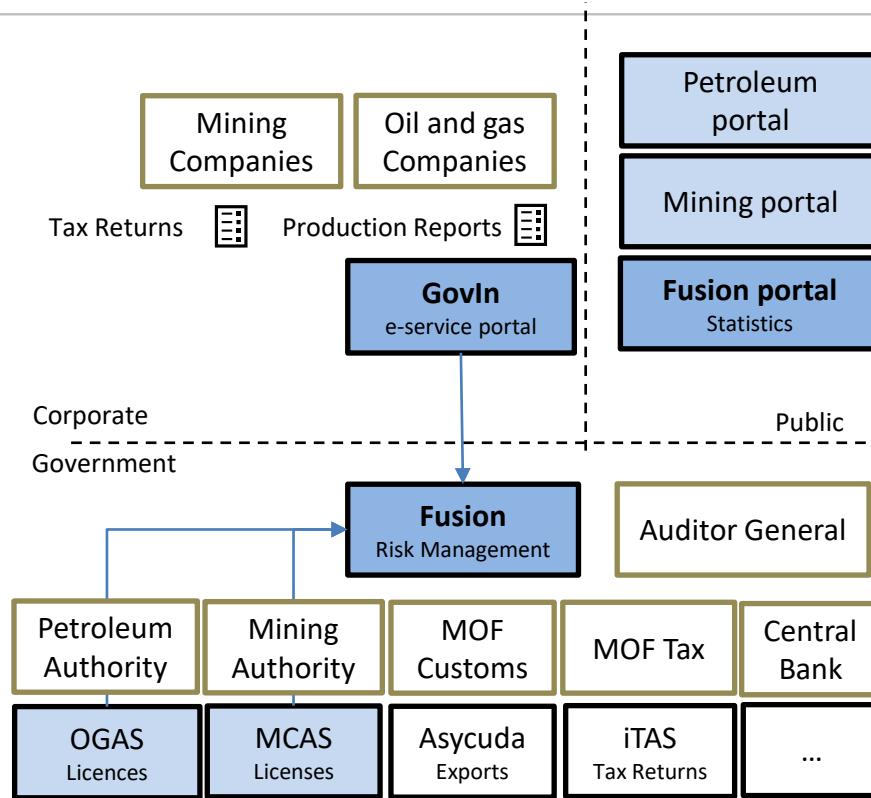 Petroleum
portal
Mining
Companies
Oil and gas
Companies
Mining portal
Tax Returns
Production Reports
GovIn
e-service portal
Fusion portal
Statistics
Corporate
Public
Government
Fusion
Risk Management
Auditor General
Petroleum
Authority
Mining
Authority
MOF
Customs
MOF Tax
Central
Bank
OGAS
Licences
MCAS
Licenses
Asycuda
Exports
iTAS
Tax Returns
...